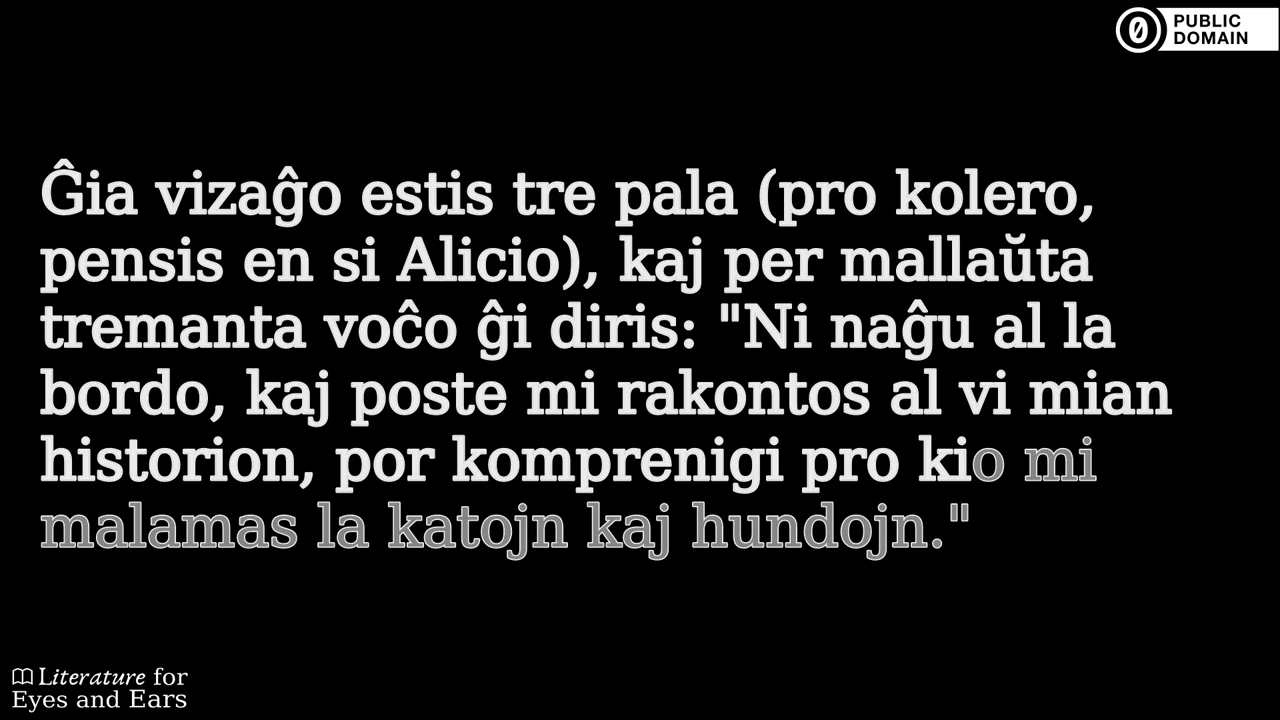 PUBLIC
DOMAIN
Ĝia vizaĝo estis tre pala (pro kolero,
pensis en si Alicio), kaj per mallaŭta
tremanta voĉo ĝi diris: "Ni naĝu al la
bordo, kaj poste mi rakontos al vi mian
historion, por komprenigi pro kio mi
malamas la katojn kaj hundojn."
Literature for
Eyes and Ears